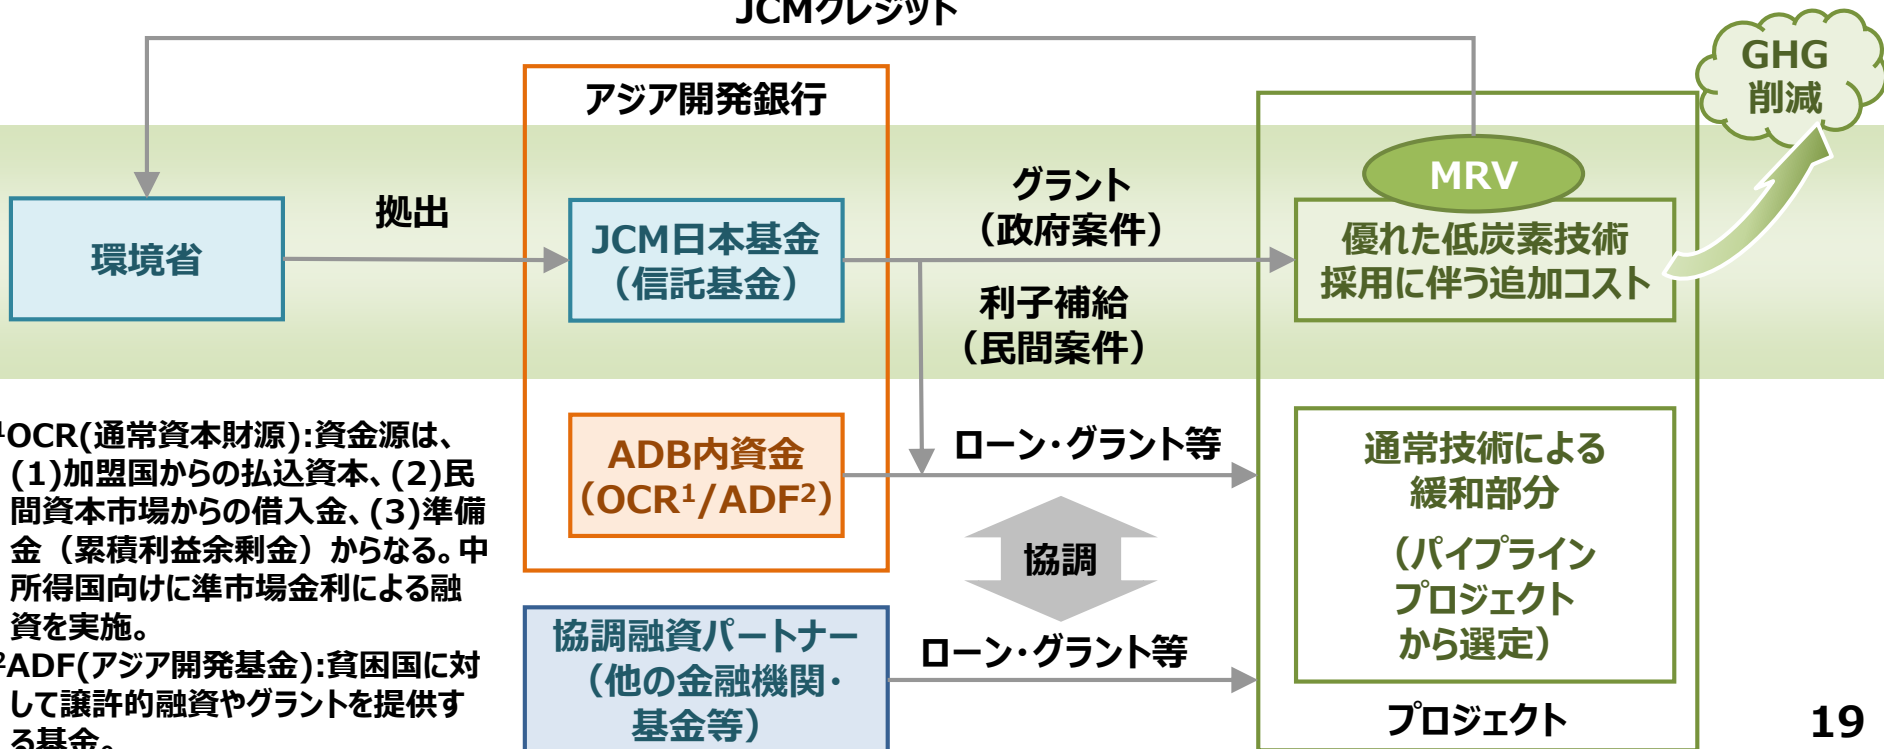 JCMクレジット
GHG
削減
アジア開発銀行
MRV
環境省
拠出
JCM日本基金
(信託基金)
グラント
(政府案件)
利子補給
(民間案件)
優れた低炭素技術
採用に伴う追加コスト
ADB内資金
(OCR¹/ADF²)
ローン・グラント等
協調
通常技術による
緩和部分
(パイプライン
プロジェクト
から選定)
協調融資パートナー
(他の金融機関・
基金等)
ローン・グラント等
プロジェクト
¹OCR(通常資本財源):資金源は、
(1)加盟国からの払込資本、(2)民
間資本市場からの借入金、(3)準備
金(累積利益余剰金)からなる。中
所得国向けに準市場金利による融
資を実施。
²ADF(アジア開発基金):貧困国に対
して譲許的融資やグラントを提供す
る基金。
19